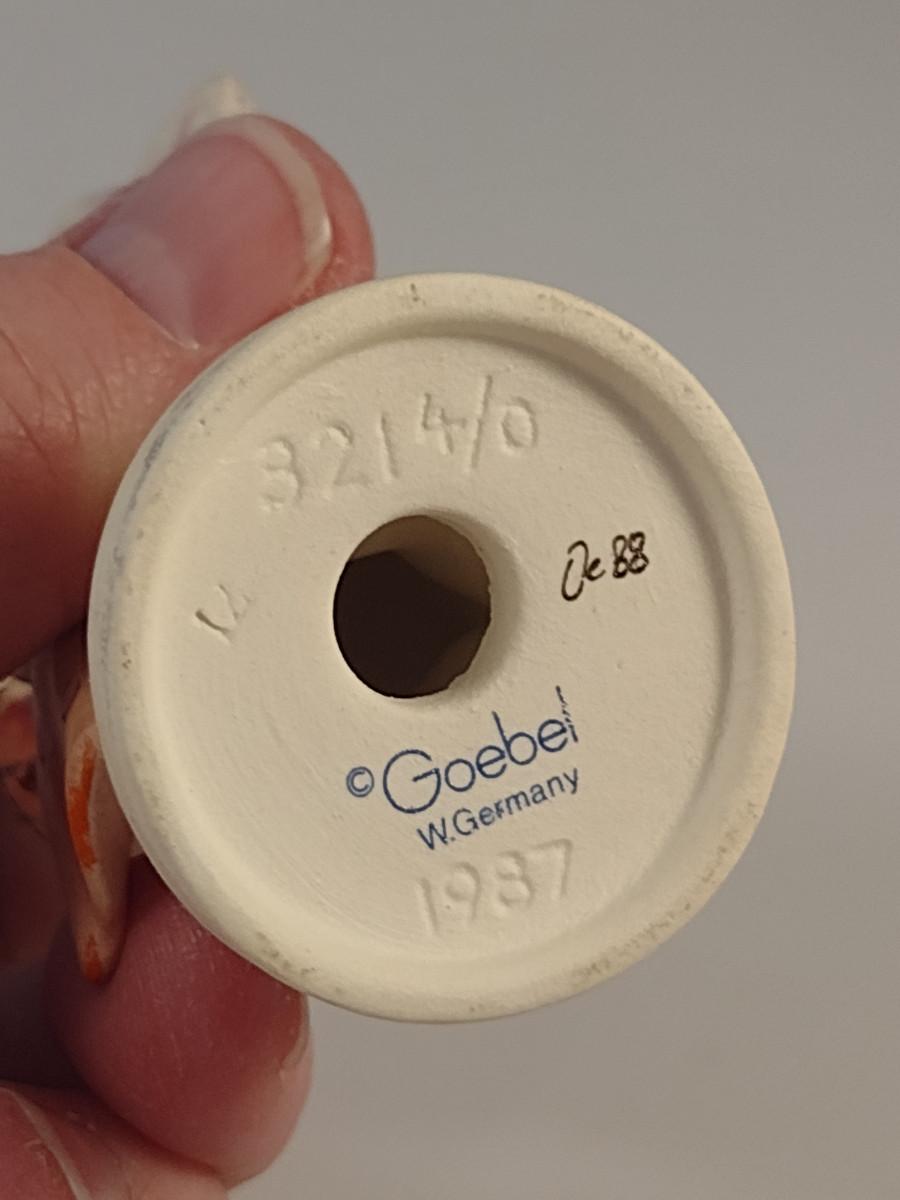 321 4/0
Oe 88
© Goebel
W.Germany
1987